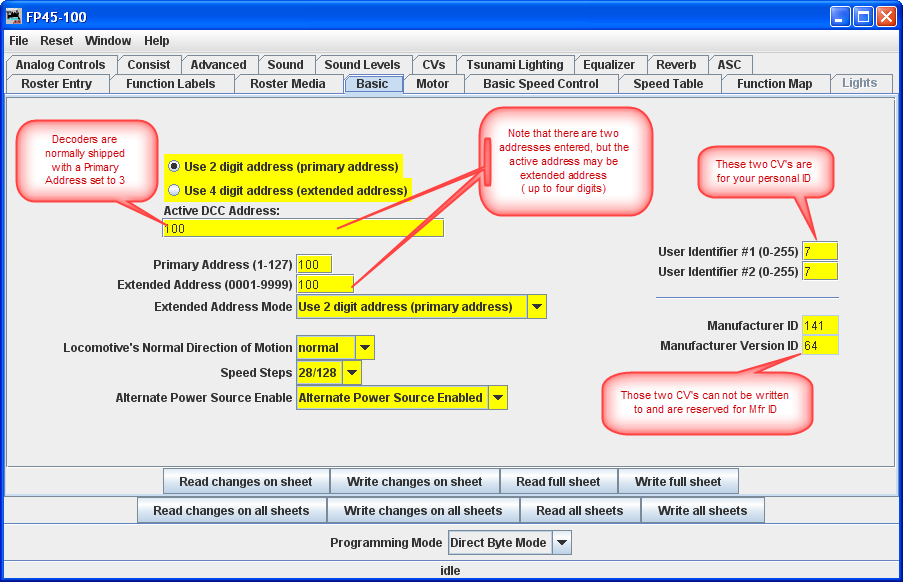 FP45-100
File Reset Window Help
Analog Controls Consist Advanced Sound Sound Levels CVs Tsunami Lighting Equalizer Reverb ASC
Roster Entry Function Labels Roster Media Basic Motor Basic Speed Control Speed Table Function Map Lights
Decoders are
normally shipped
with a Primary
Address set to 3
Note that there are two
addresses entered, but the
active address may be
extended address
( up to four digits)
These two CV's are
for your personal ID
Use 2 digit address (primary address)
Use 4 digit address (extended address)
Active DCC Address:
100
Primary Address (1-127) 100
Extended Address (0001-9999) 100
Extended Address Mode Use 2 digit address (primary address)
User Identifier #1 (0-255) 7
User Identifier #2 (0-255) 7
Manufacturer ID 141
Manufacturer Version ID 64
Locomotive's Normal Direction of Motion normal
Speed Steps 28/128
Alternate Power Source Enable Alternate Power Source Enabled
Those two CV's can not be written
to and are reserved for Mfr ID
Read changes on sheet Write changes on sheet Read full sheet Write full sheet
Read changes on all sheets Write changes on all sheets Read all sheets Write all sheets
Programming Mode Direct Byte Mode
idle